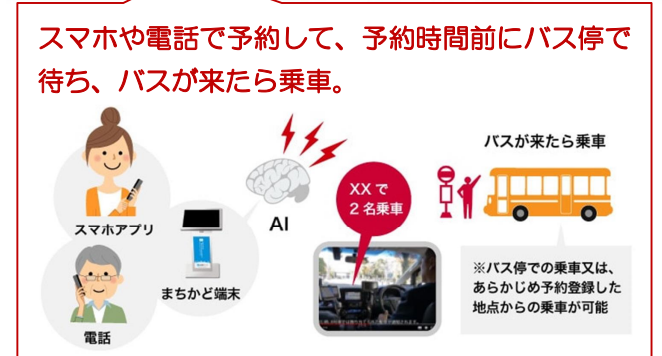 スマホや電話で予約して、予約時間前にバス停で
待ち、バスが来たら乗車。
スマホアプリ
電話
まちかど端末
AI
XXで
2名乗車
バスが来たら乗車
※バス停での乗車又は、
あらかじめ予約登録した
地点からの乗車が可能